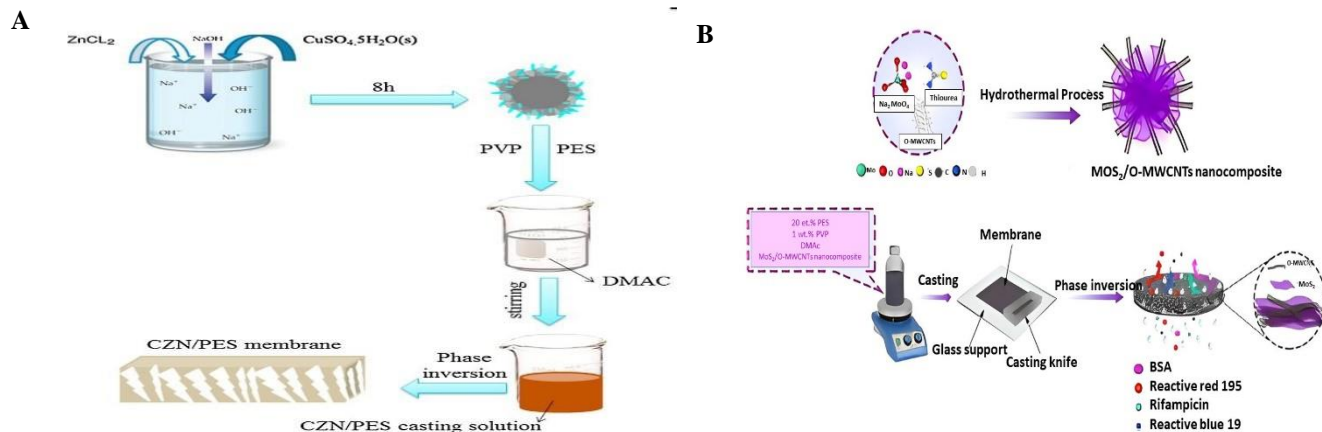 A
ZnCL₂
NaOH
CuSO₄.5H₂O(s)
Na⁺
OH⁻
Na⁺
OH⁻
OH⁻
Na⁺
8h
PVP
PES
DMAC
stirring
CZN/PES membrane
Phase
inversion
CZN/PES casting solution
B
Na₂MoO₄
Thiourea
O-MWCNTs
Mo O Na S C N H
Hydrothermal Process
MOS₂/O-MWCNTs nanocomposite
20 et.% PES
1 wt.% PVP
DMAc
MoS₂/O-MWCNTs nanocomposite
Casting
Membrane
Glass support
Casting knife
Phase inversion
O-MWCNTs
MoS₂
BSA
Reactive red 195
Rifampicin
Reactive blue 19